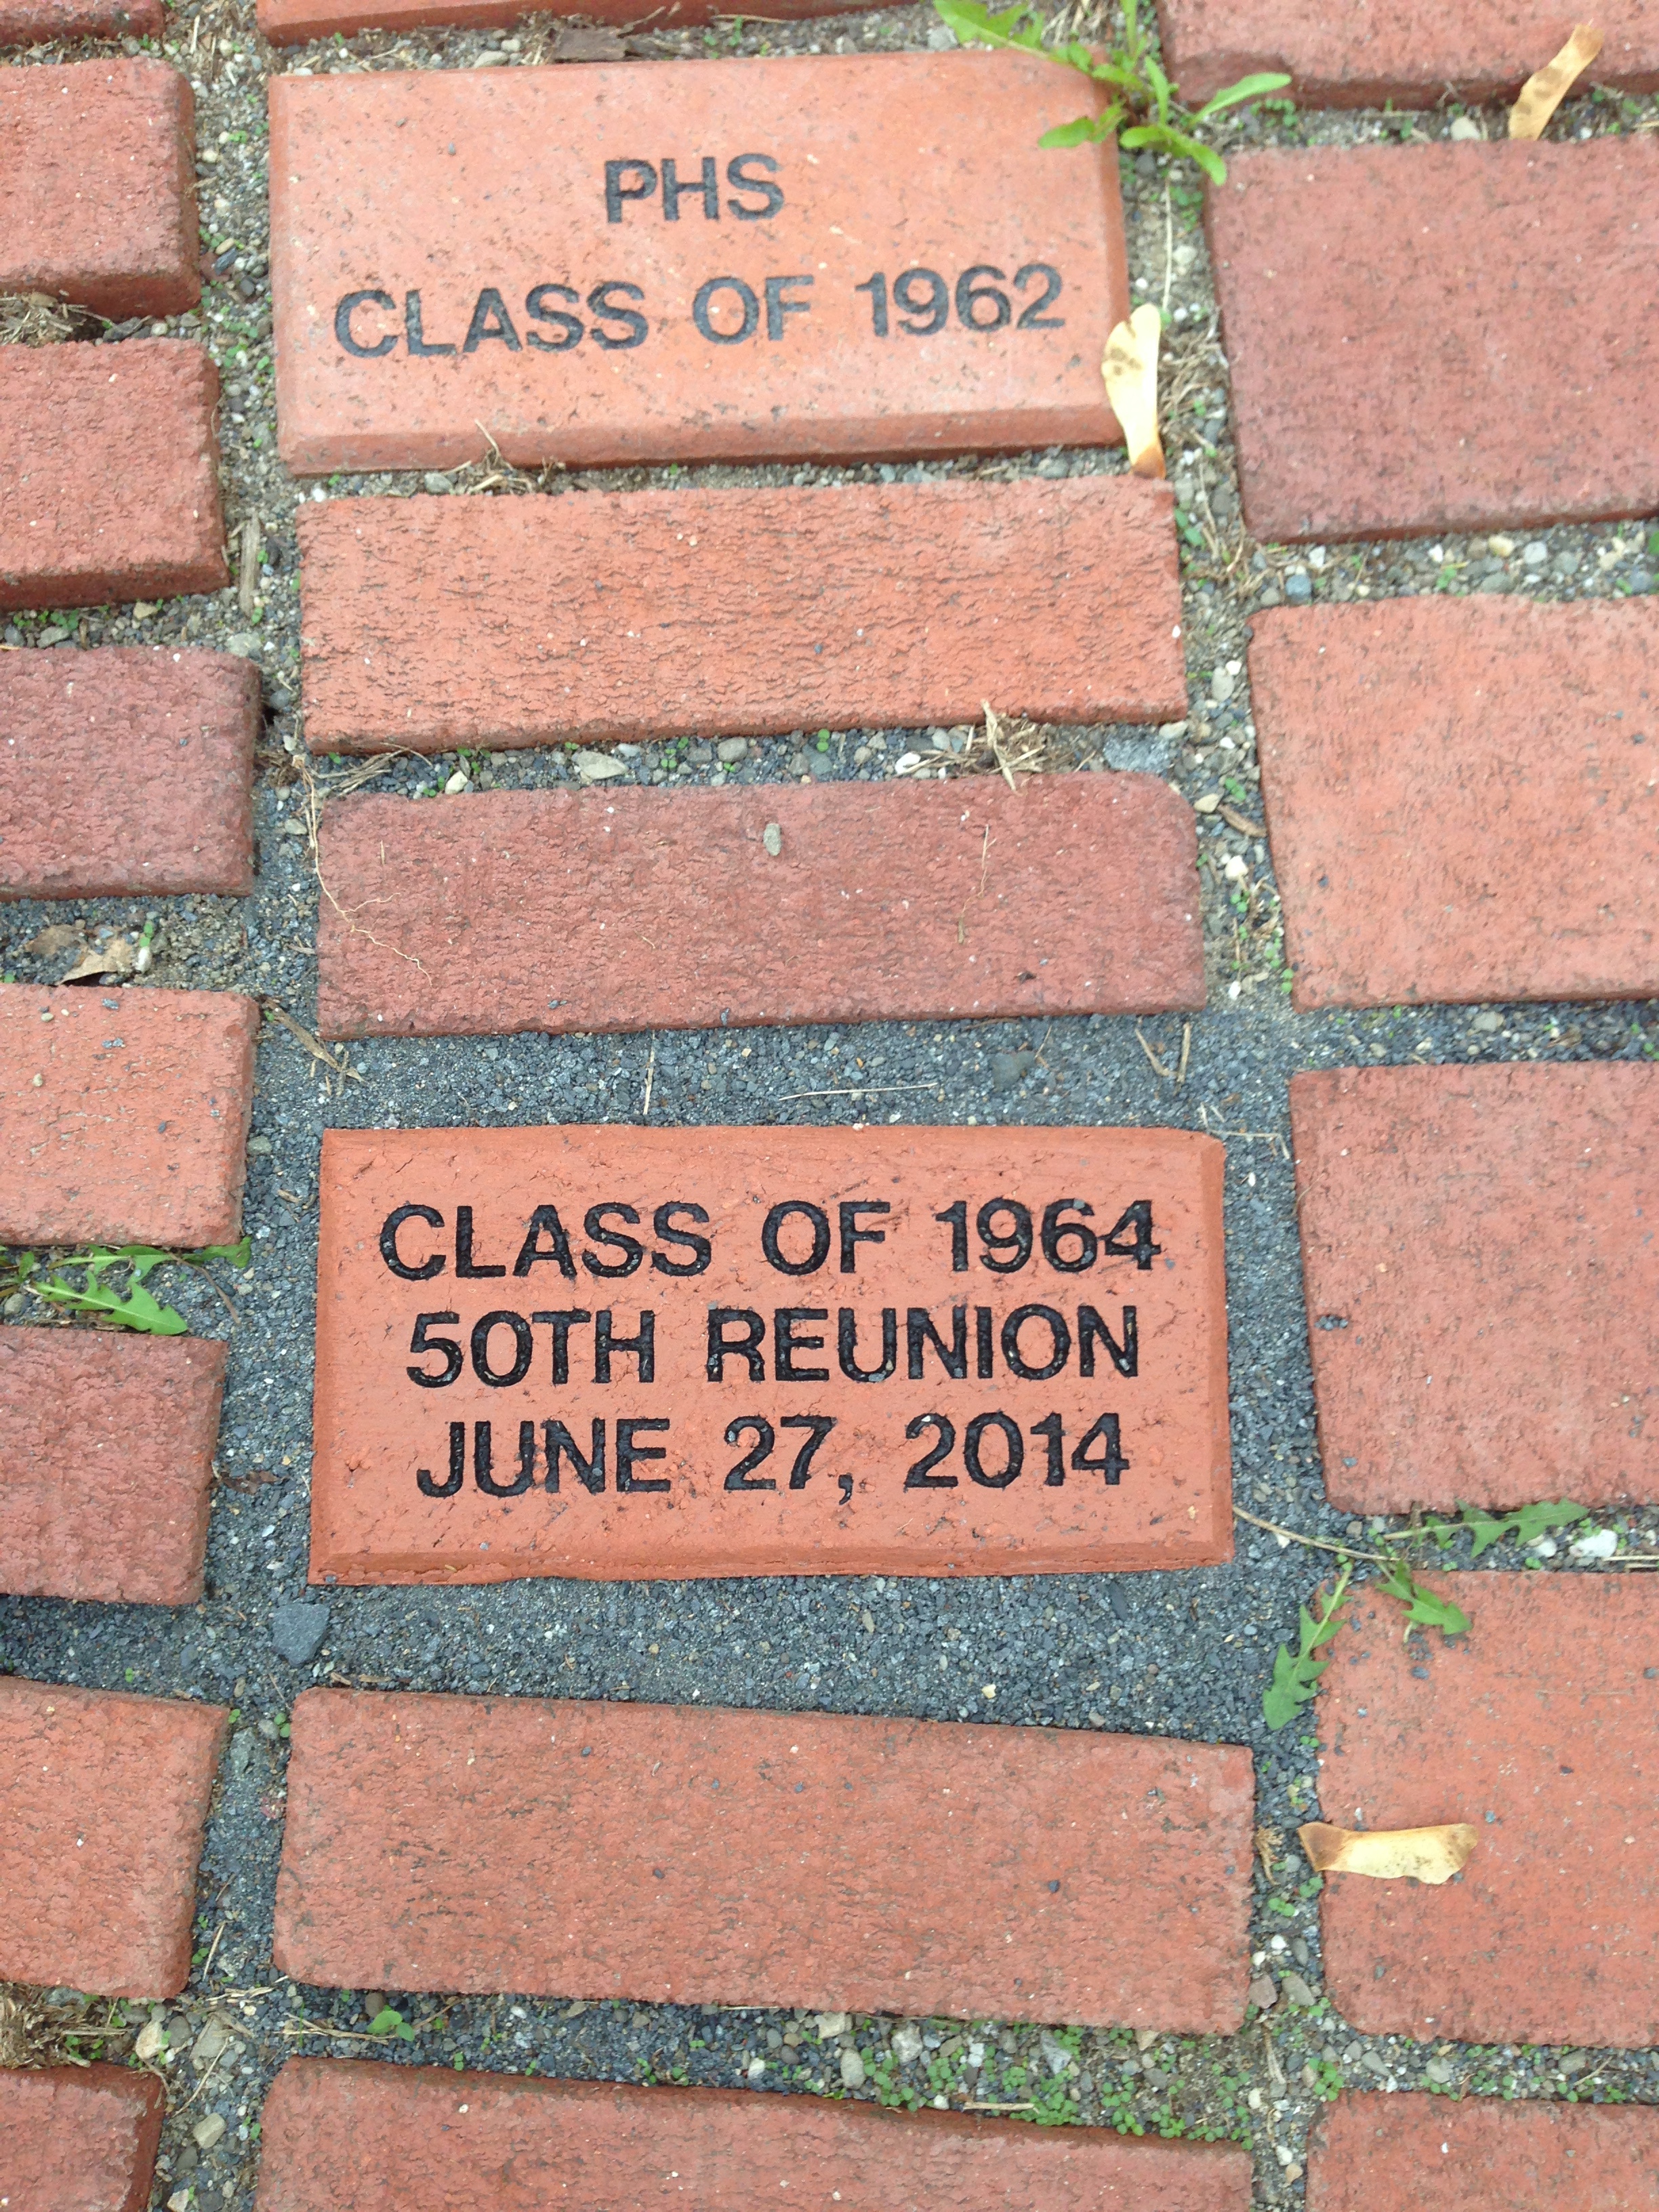 PHS
CLASS OF 1962
CLASS OF 1964
50TH REUNION
JUNE 27, 2014